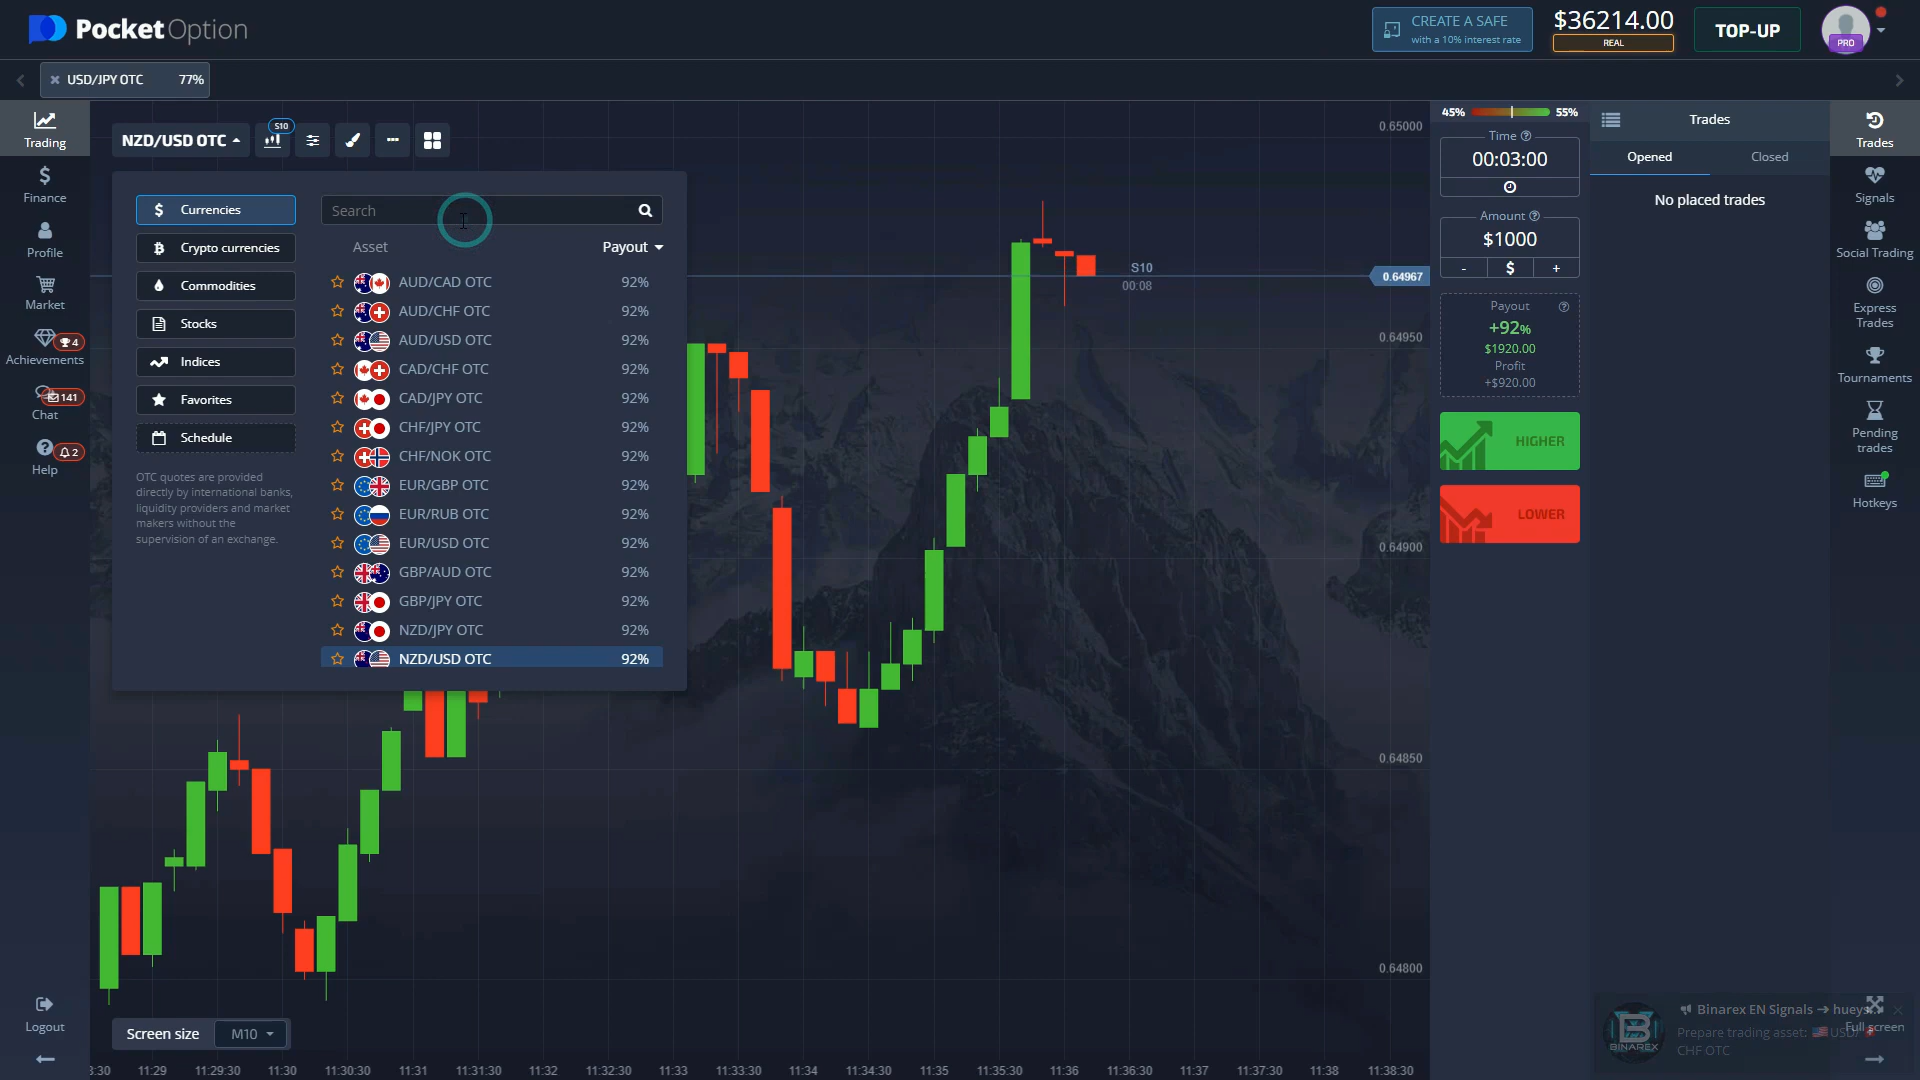 PocketOption
CREATE A SAFE
with a 10% interest rate
$36214.00
REAL
TOP-UP
PRO
USD/JPY OTC 77%
Trading
Finance
Profile
Market
4
Achievements
141
Chat
2
Help
Logout
NZD/USD OTC
S10
Currencies
Crypto currencies
Commodities
Stocks
Indices
Favorites
Schedule
OTC quotes are provided
directly by international banks,
liquidity providers and market
makers without the
supervision of an exchange.
Search
Asset Payout
AUD/CAD OTC 92%
AUD/CHF OTC 92%
AUD/USD OTC 92%
CAD/CHF OTC 92%
CAD/JPY OTC 92%
CHF/JPY OTC 92%
CHF/NOK OTC 92%
EUR/GBP OTC 92%
EUR/RUB OTC 92%
EUR/USD OTC 92%
GBP/AUD OTC 92%
GBP/JPY OTC 92%
NZD/JPY OTC 92%
NZD/USD OTC 92%
S10
00:08
0.65000
0.64967
0.64950
0.64900
0.64850
0.64800
Screen size M10
3:30 11:29 11:29:30 11:30 11:30:30 11:31 11:31:30 11:32 11:32:30 11:33 11:33:30 11:34 11:34:30 11:35 11:35:30 11:36 11:36:30 11:37 11:37:30 11:38 11:38:30
45% 55%
Time
00:03:00
Amount
$1000
- $ +
Payout
+92%
$1920.00
Profit
+$920.00
HIGHER
LOWER
Trades
Opened Closed
No placed trades
Trades
Signals
Social Trading
Express
Trades
Tournaments
Pending
trades
Hotkeys
Full screen
BINAREX
Binarex EN Signals → hueys
Prepare trading asset: USD/
CHF OTC